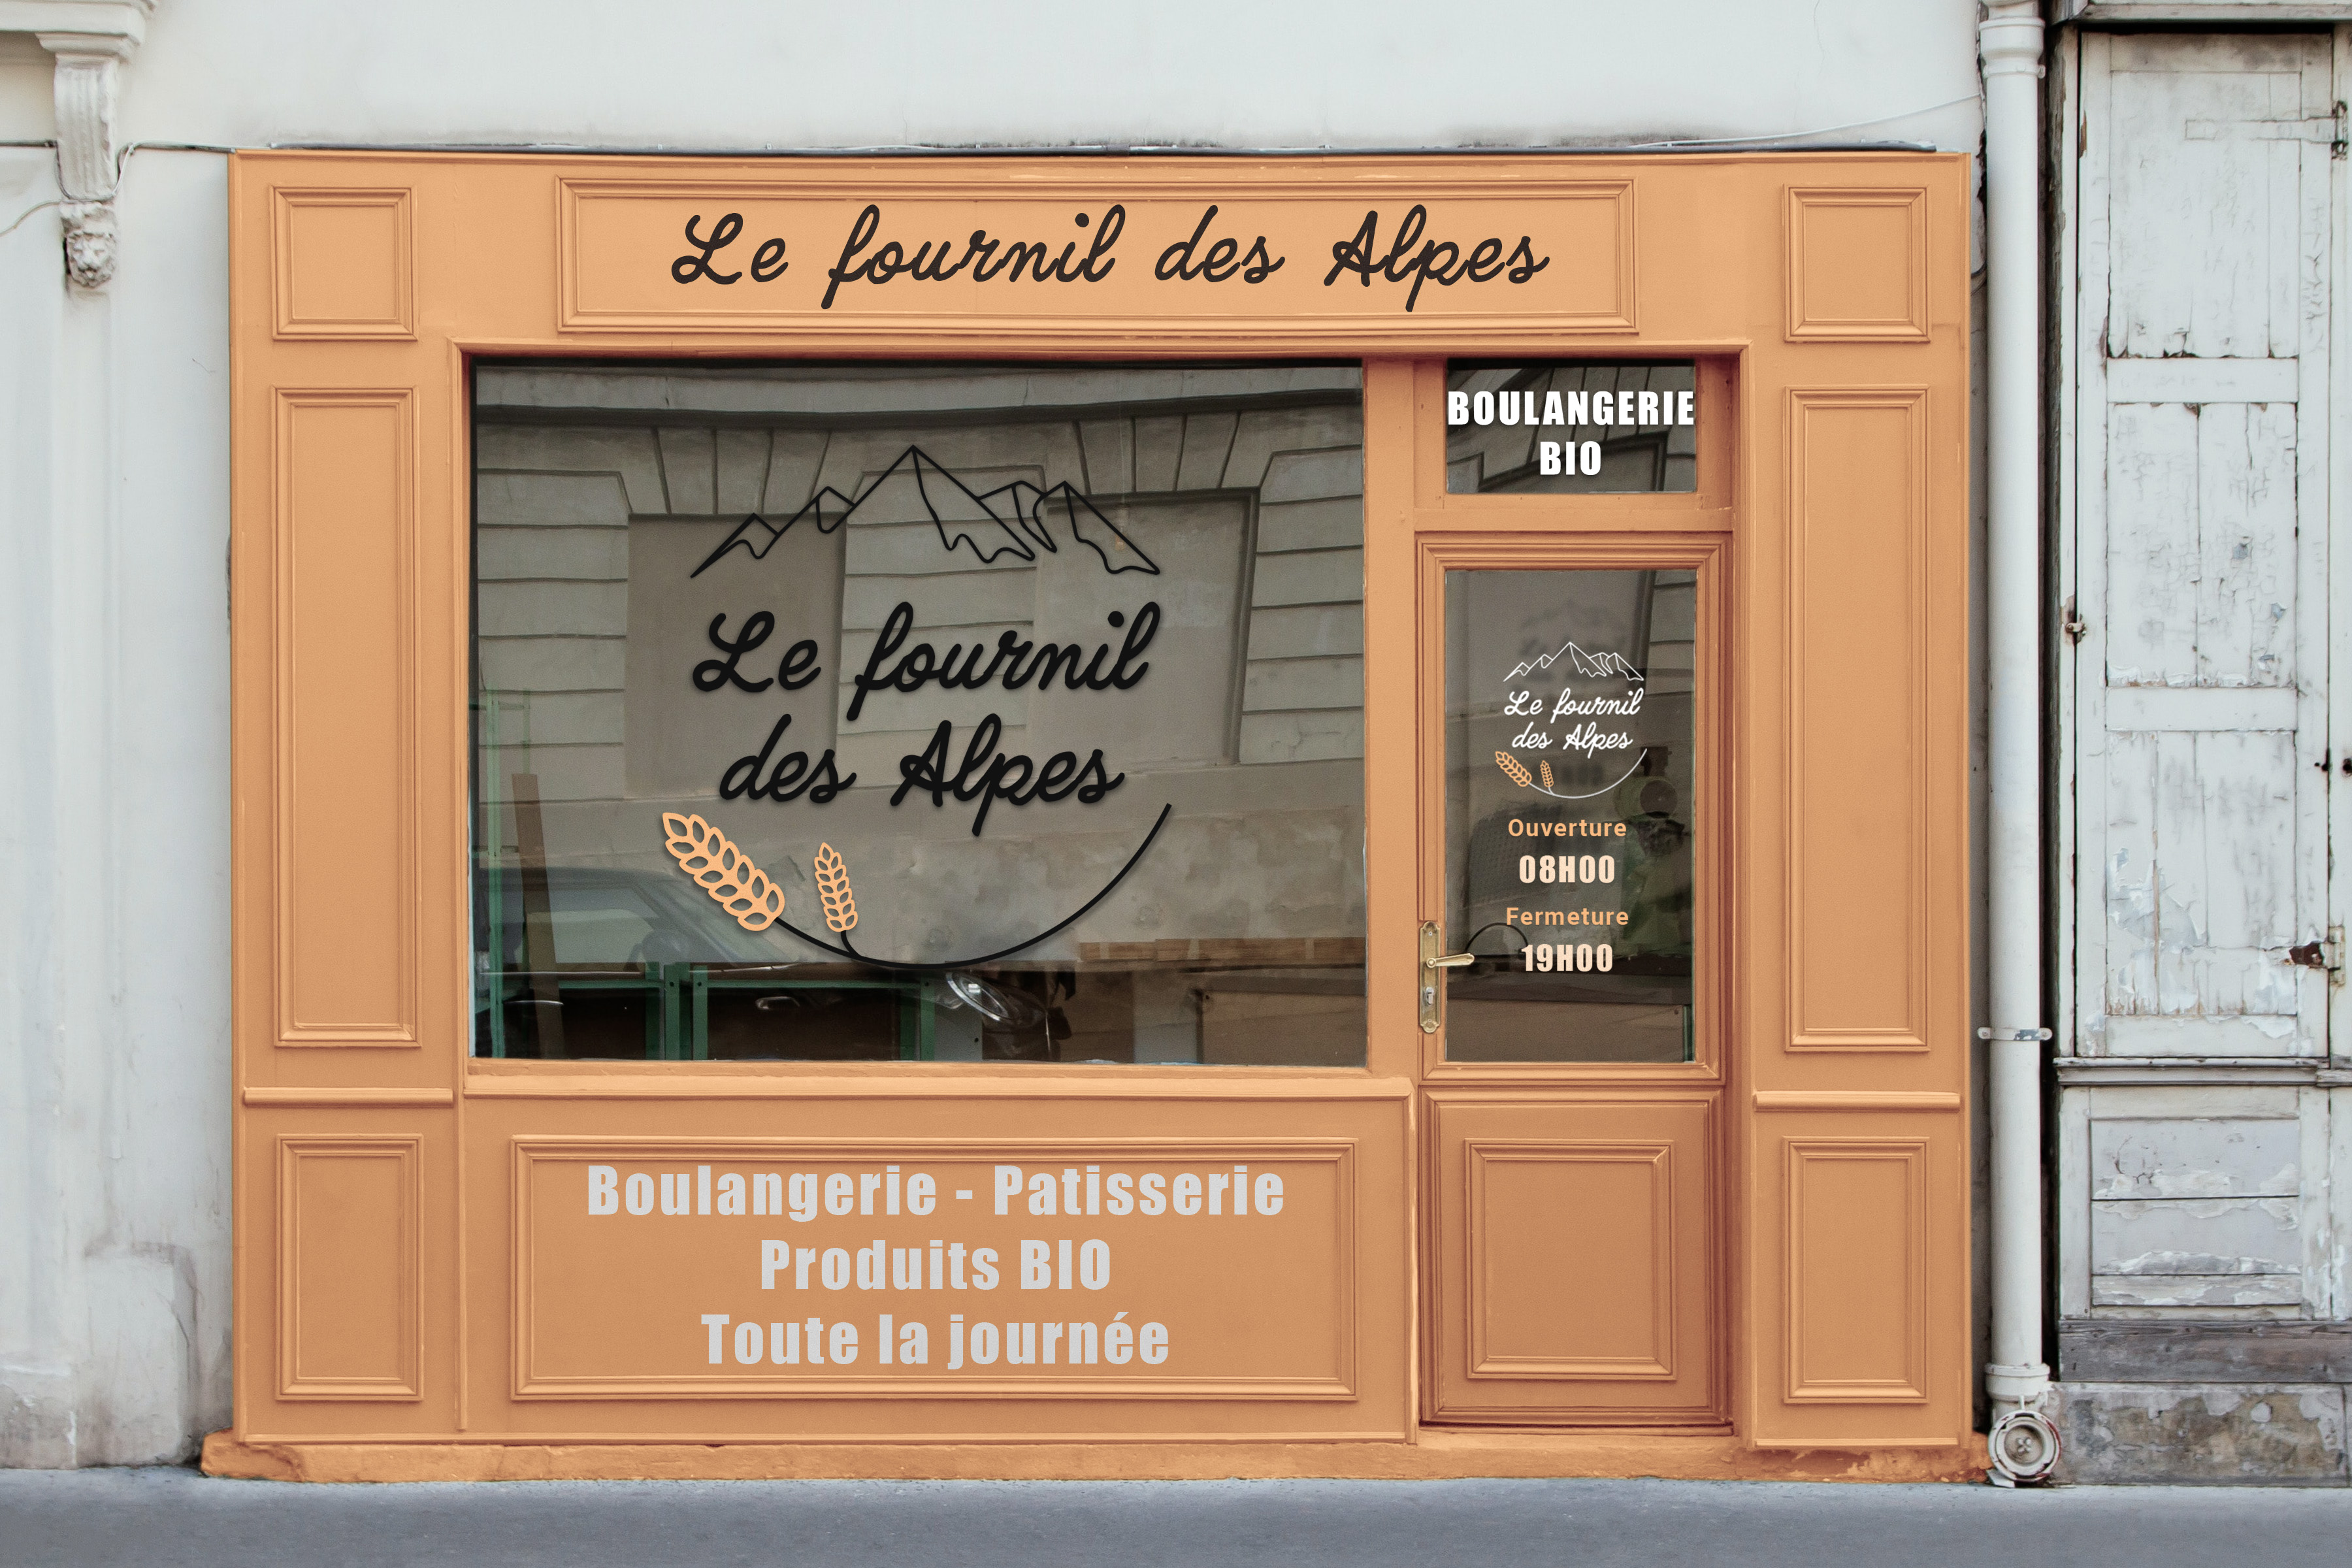 Le fournil des Alpes
BOULANGERIE
BIO
Le fournil
des Alpes
Le fournil
des Alpes
Ouverture
08H00
Fermeture
19H00
Boulangerie - Patisserie
Produits BIO
Toute la journée